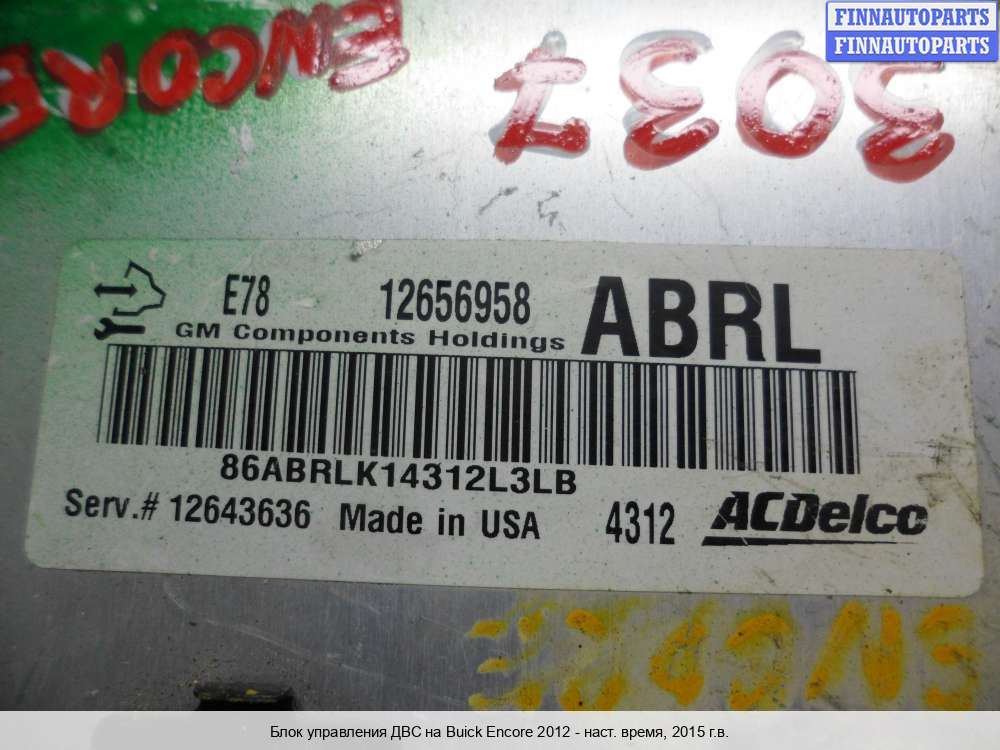 FINNAUTOPARTS
FINNAUTOPARTS
ENCORE
3037
E78 12656958 ABRL
GM Components Holdings
86ABRLK14312L3LB
Serv.# 12643636 Made in USA 4312 ACDelco
ENCORE
Блок управления ДВС на Buick Encore 2012 - наст. время, 2015 г.в.